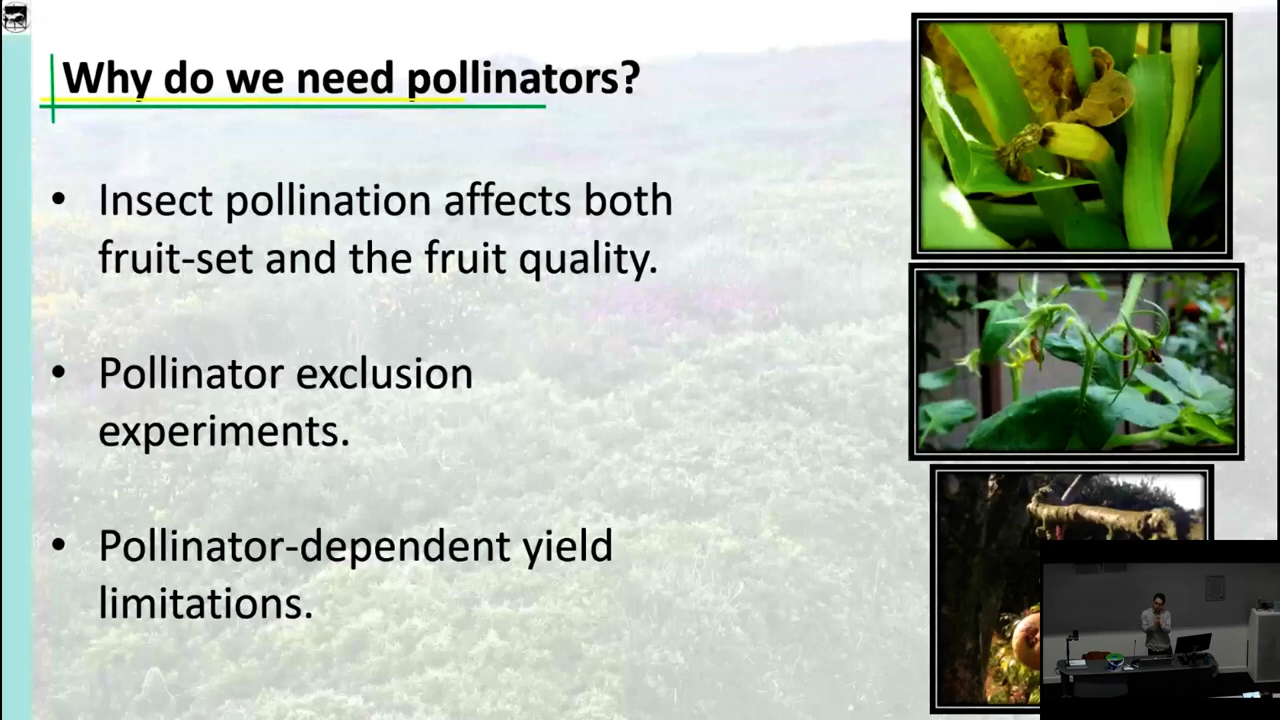 Why do we need pollinators?
• Insect pollination affects both
fruit-set and the fruit quality.
• Pollinator exclusion
experiments.
• Pollinator-dependent yield
limitations.